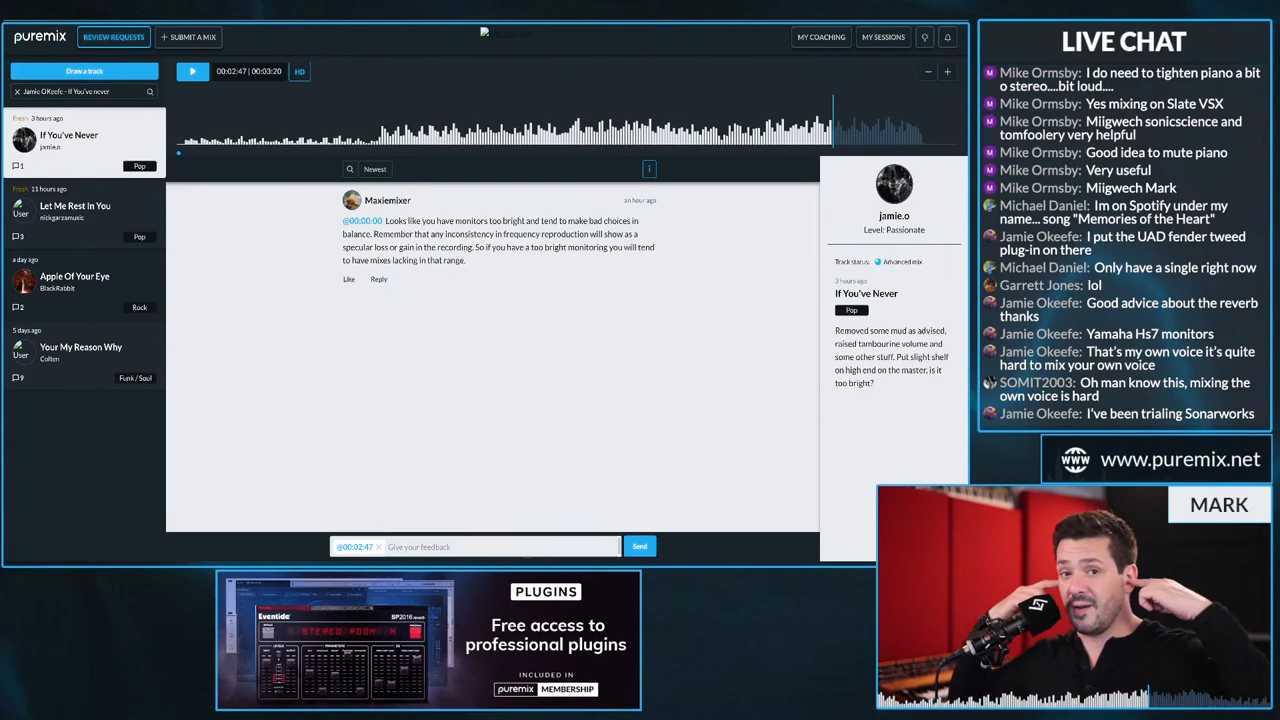 puremix
REVIEW REQUESTS
+ SUBMIT A MIX
MY COACHING
MY SESSIONS
Draw a track
00:02:47 | 00:03:20
HD
× Jamie OKeefe - If You've never
Fresh 3 hours ago
If You've Never
jamie.o
1
Pop
Fresh 11 hours ago
User
Let Me Rest In You
nickgarzamusic
3
Pop
a day ago
Apple Of Your Eye
BlackRabbit
2
Rock
5 days ago
User
Your My Reason Why
Colten
9
Funk / Soul
Newest
Maxiemixer
an hour ago
@00:00:00 Looks like you have monitors too bright and tend to make bad choices in
balance. Remember that any inconsistency in frequency reproduction will show as a
specular loss or gain in the recording. So if you have a too bright monitoring you will tend
to have mixes lacking in that range.
Like
Reply
jamie.o
Level: Passionate
Track status: Advanced mix
3 hours ago
If You've Never
Pop
Removed some mud as advised,
raised tambourine volume and
some other stuff. Put slight shelf
on high end on the master, is it
too bright?
@00:02:47 ×
Give your feedback
Send
LIVE CHAT
Mike Ormsby: I do need to tighten piano a bit
o stereo....bit loud....
Mike Ormsby: Yes mixing on Slate VSX
Mike Ormsby: Miigwech sonicscience and
tomfoolery very helpful
Mike Ormsby: Good idea to mute piano
Mike Ormsby: Very useful
Mike Ormsby: Miigwech Mark
Michael Daniel: Im on Spotify under my
name... song "Memories of the Heart"
Jamie Okeefe: I put the UAD fender tweed
plug-in on there
Michael Daniel: Only have a single right now
Garrett Jones: lol
Jamie Okeefe: Good advice about the reverb
thanks
Jamie Okeefe: Yamaha Hs7 monitors
Jamie Okeefe: That's my own voice it's quite
hard to mix your own voice
SOMIT2003: Oh man know this, mixing the
own voice is hard
Jamie Okeefe: I've been trialing Sonarworks
WWW
www.puremix.net
MARK
Eventide
SP2016 reverb
STEREO ROOM
PLUGINS
Free access to
professional plugins
INCLUDED IN
puremix MEMBERSHIP